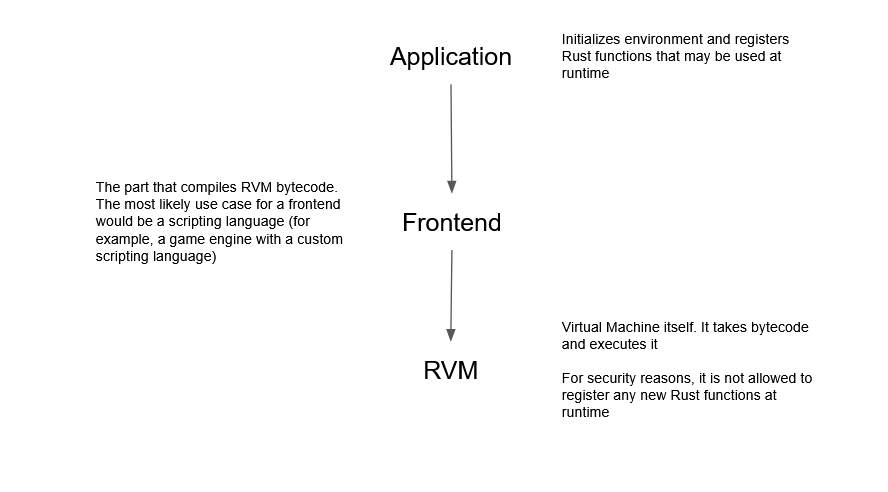 Application
Initializes environment and registers
Rust functions that may be used at
runtime
The part that compiles RVM bytecode.
The most likely use case for a frontend
would be a scripting language (for
example, a game engine with a custom
scripting language)
Frontend
RVM
Virtual Machine itself. It takes bytecode
and executes it
For security reasons, it is not allowed to
register any new Rust functions at
runtime